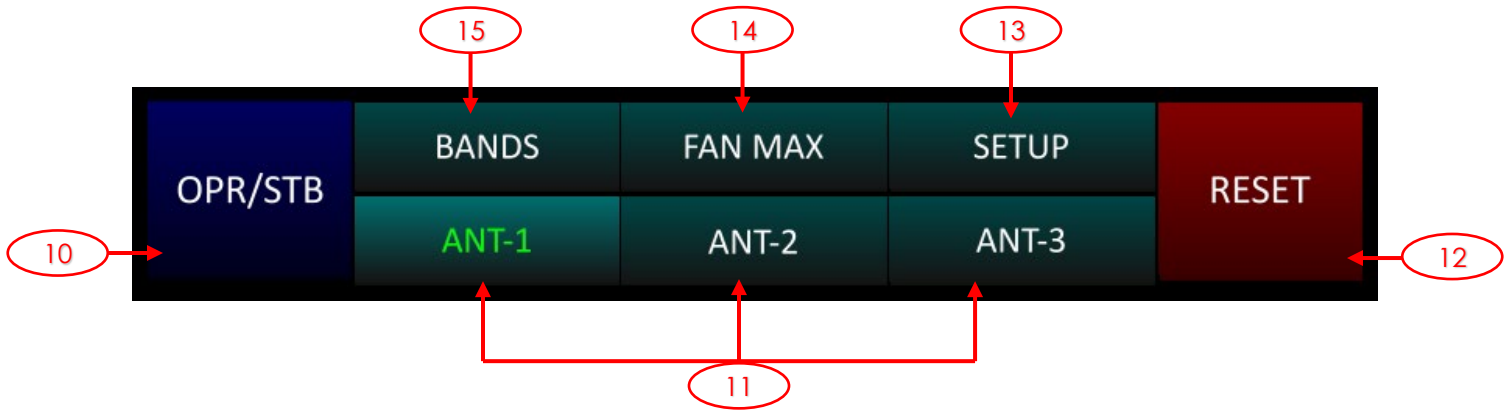 15
14
13
BANDS
FAN MAX
SETUP
OPR/STB
RESET
ANT-1
ANT-2
ANT-3
10
12
11